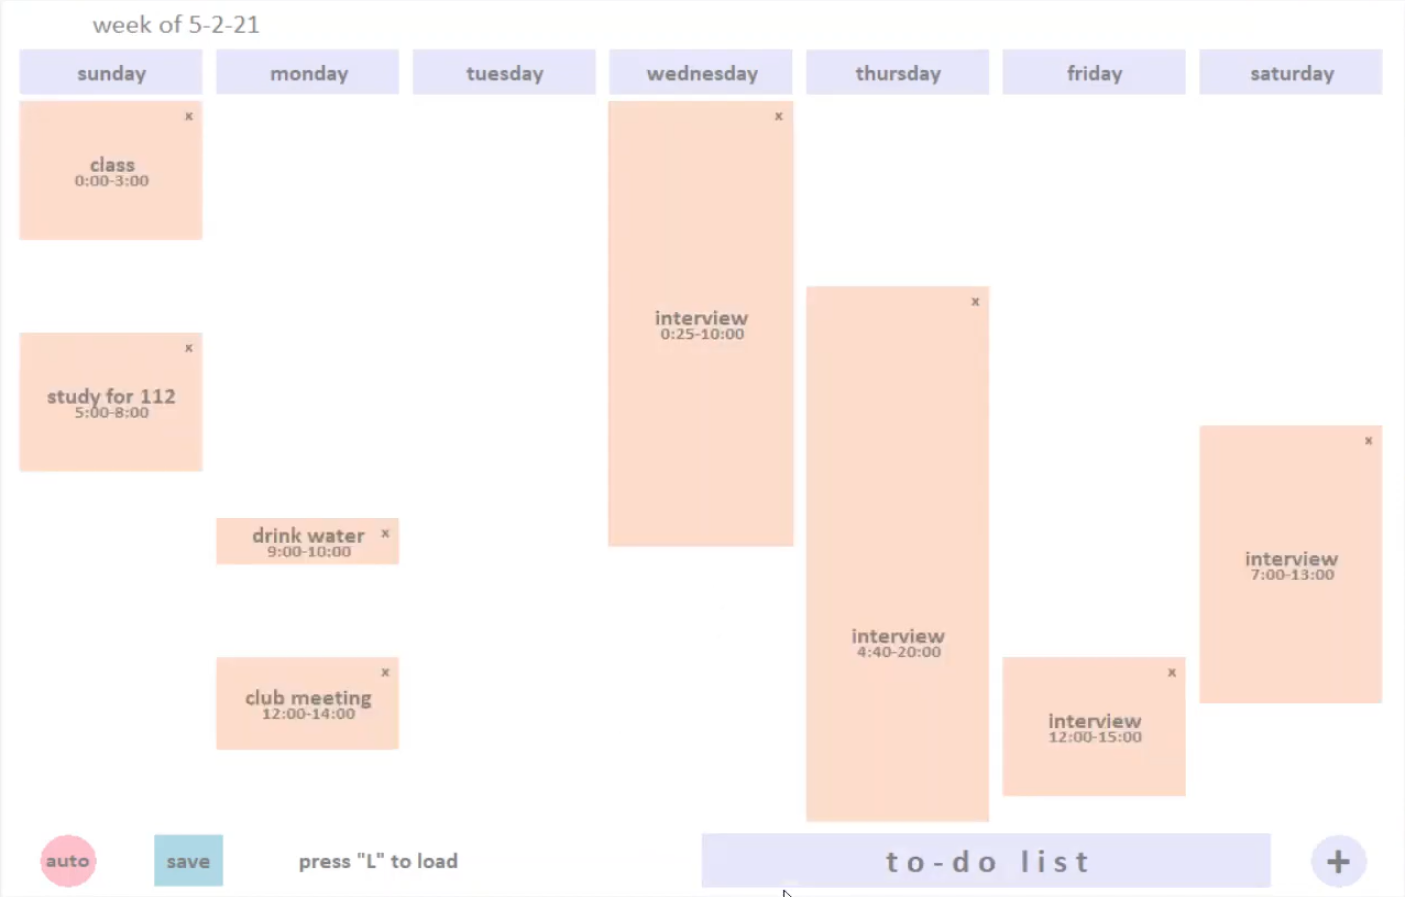 week of 5-2-21
sunday
monday
tuesday
wednesday
thursday
friday
saturday
x
class
0:00-3:00
x
study for 112
5:00-8:00
drink water x
9:00-10:00
x
club meeting
12:00-14:00
x
interview
0:25-10:00
x
interview
4:40-20:00
x
interview
12:00-15:00
x
interview
7:00-13:00
auto
save
press "L" to load
to-do list
+